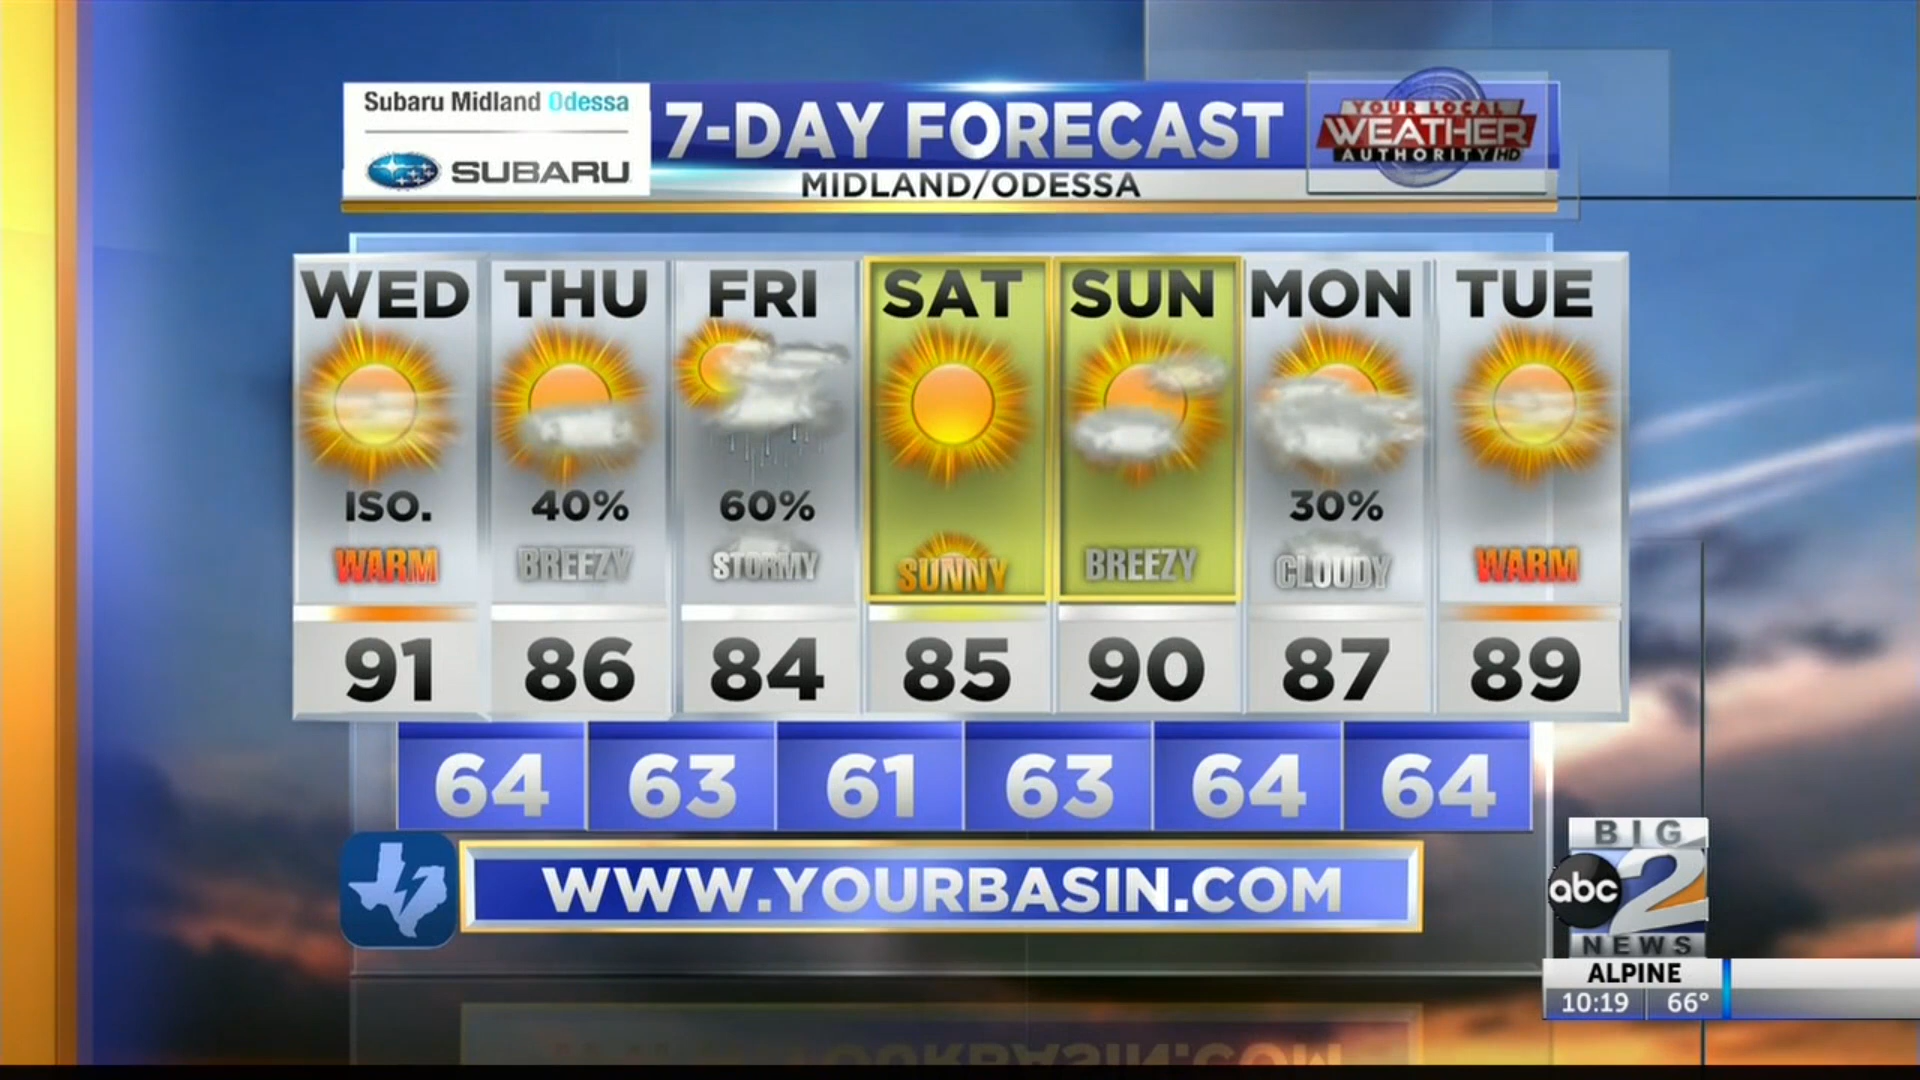 Subaru Midland Odessa
SUBARU
7-DAY FORECAST
MIDLAND/ODESSA
YOUR LOCAL
WEATHER
AUTHORITY/HD
WED THU FRI SAT SUN MON TUE
ISO. 40% 60% 30%
WARM BREEZY STORMY SUNNY BREEZY CLOUDY WARM
91 86 84 85 90 87 89
64 63 61 63 64 64
WWW.YOURBASIN.COM
BIG
abc 2
NEWS
ALPINE
10:19 66°